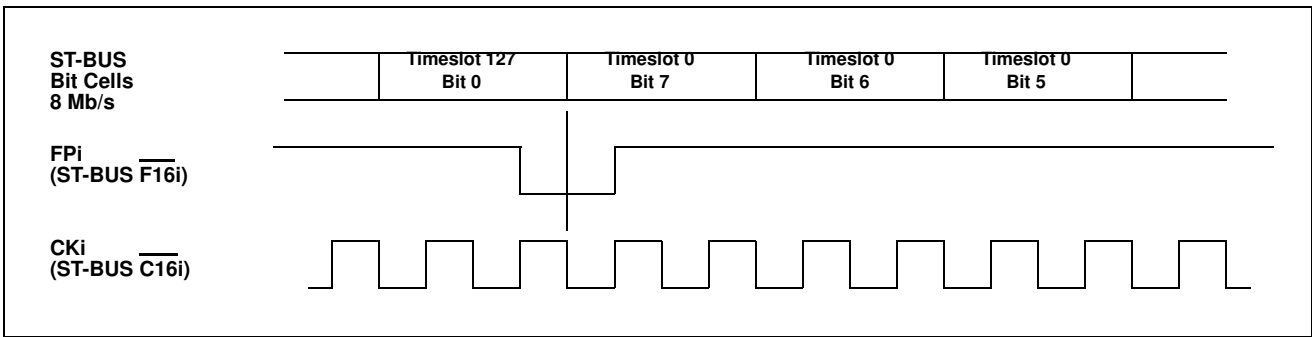 ST-BUS
Bit Cells
8 Mb/s
Timeslot 127
Bit 0
Timeslot 0
Bit 7
Timeslot 0
Bit 6
Timeslot 0
Bit 5
FPi
(ST-BUS F16i)
CKi
(ST-BUS C16i)